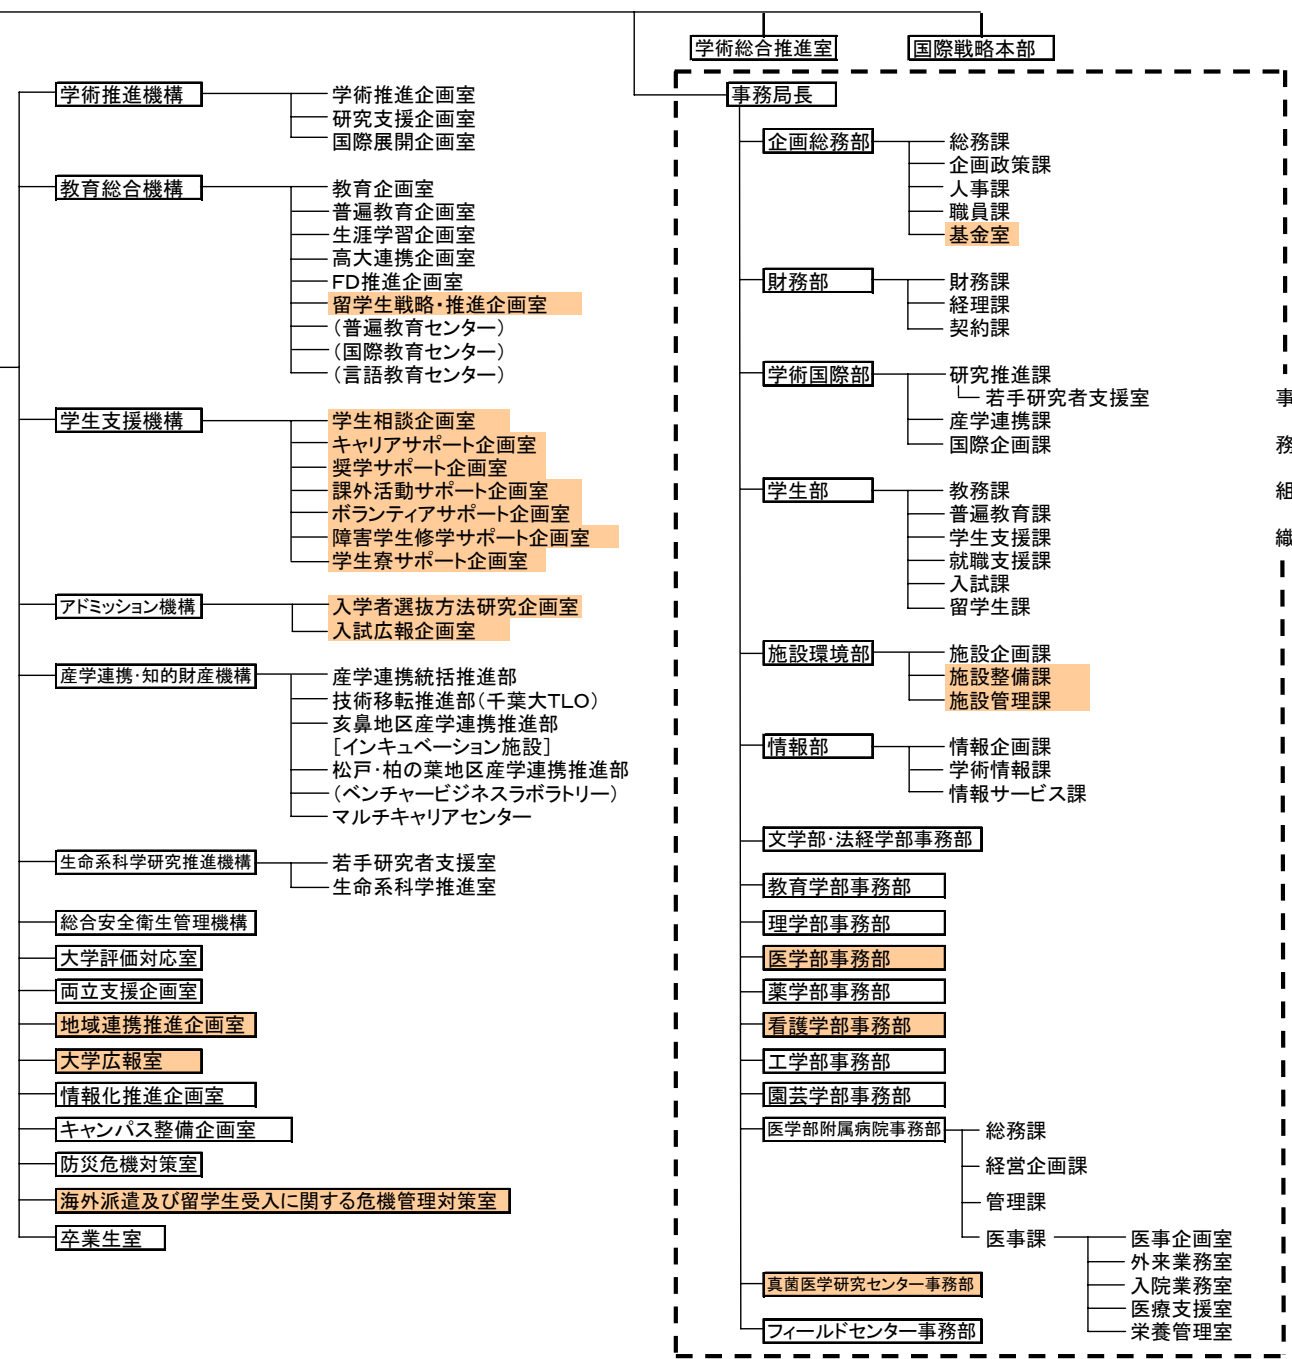 学術総合推進室
国際戦略本部
学術推進機構
学術推進企画室
研究支援企画室
国際展開企画室
教育総合機構
教育企画室
普遍教育企画室
生涯学習企画室
高大連携企画室
FD推進企画室
留学生戦略・推進企画室
(普遍教育センター)
(国際教育センター)
(言語教育センター)
学生支援機構
学生相談企画室
キャリアサポート企画室
奨学サポート企画室
課外活動サポート企画室
ボランティアサポート企画室
障害学生修学サポート企画室
学生寮サポート企画室
アドミッション機構
入学者選抜方法研究企画室
入試広報企画室
産学連携・知的財産機構
産学連携統括推進部
技術移転推進部(千葉大TLO)
亥鼻地区産学連携推進部
[インキュベーション施設]
松戸・柏の葉地区産学連携推進部
(ベンチャービジネスラボラトリー)
マルチキャリアセンター
生命系科学研究推進機構
若手研究者支援室
生命系科学推進室
総合安全衛生管理機構
大学評価対応室
両立支援企画室
地域連携推進企画室
大学広報室
情報化推進企画室
キャンパス整備企画室
防災危機対策室
海外派遣及び留学生受入に関する危機管理対策室
卒業生室
事務局長
企画総務部
総務課
企画政策課
人事課
職員課
基金室
財務部
財務課
経理課
契約課
学術国際部
研究推進課
若手研究者支援室
産学連携課
国際企画課
学生部
教務課
普遍教育課
学生支援課
就職支援課
入試課
留学生課
施設環境部
施設企画課
施設整備課
施設管理課
情報部
情報企画課
学術情報課
情報サービス課
文学部・法経学部事務部
教育学部事務部
理学部事務部
医学部事務部
薬学部事務部
看護学部事務部
工学部事務部
園芸学部事務部
医学部附属病院事務部
総務課
経営企画課
管理課
医事課
医事企画室
外来業務室
入院業務室
医療支援室
栄養管理室
真菌医学研究センター事務部
フィールドセンター事務部
事
務
組
織